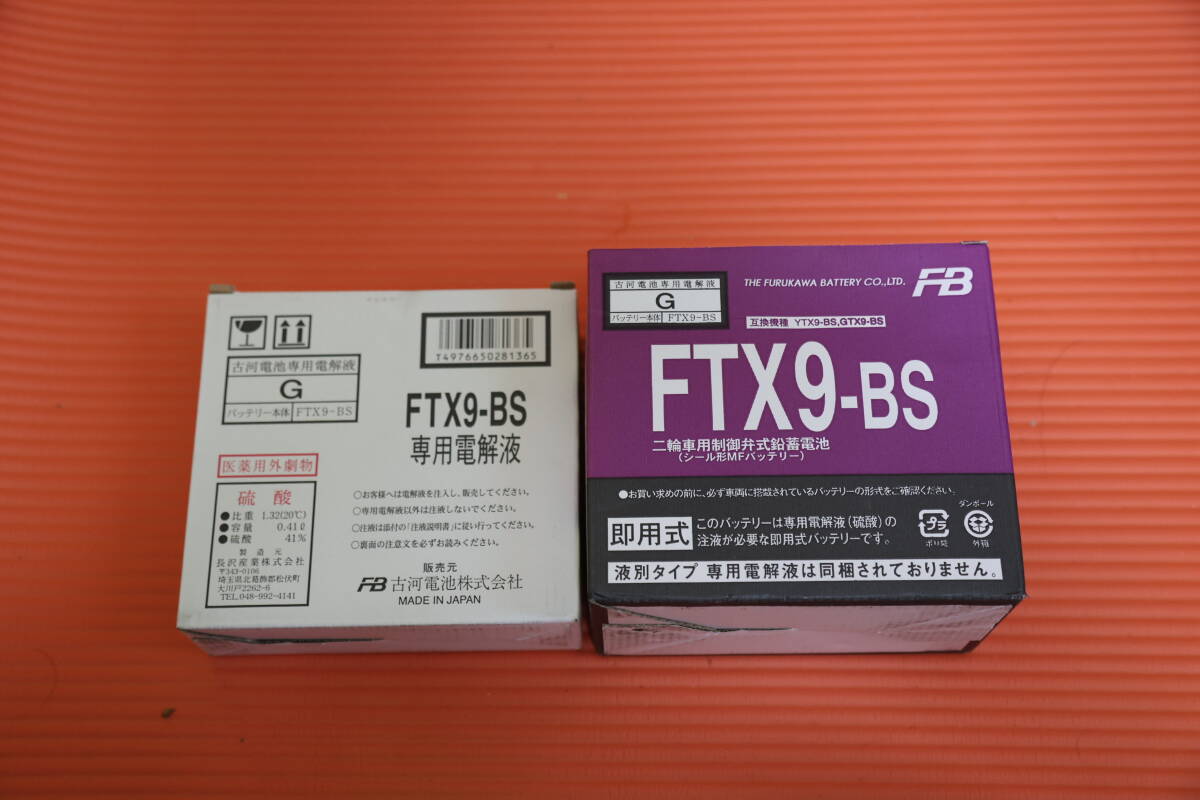 古河電池専用電解液
G
バッテリー本体 FTX9-BS
T4976650281365
FTX9-BS
専用電解液
医薬用外劇物
硫酸
●比重 1.32(20℃)
●容量 0.41ℓ
●硫酸 41%
製造元
長沢産業株式会社
〒343-0106
埼玉県北葛飾郡松伏町
大川戸2262-6
TEL.048-992-4141
○お客様へは電解液を注入し、販売してください。
○専用電解液以外は注液しないでください。
○注液は添付の「注液説明書」に従い行ってください。
○裏面の注意文を必ずお読みください。
販売元
FB 古河電池株式会社
MADE IN JAPAN
古河電池専用電解液
G
バッテリー本体 FTX9-BS
THE FURUKAWA BATTERY CO.,LTD. FB
互換機種 YTX9-BS,GTX9-BS
FTX9-BS
二輪車用制御弁式鉛蓄電池
(シール形MFバッテリー)
●お買い求めの前に、必ず車両に搭載されているバッテリーの形式をご確認ください。
即用式
このバッテリーは専用電解液(硫酸)の
注液が必要な即用式バッテリーです。
プラ
ポリ袋
ダンボール
外箱
液別タイプ 専用電解液は同梱されておりません。